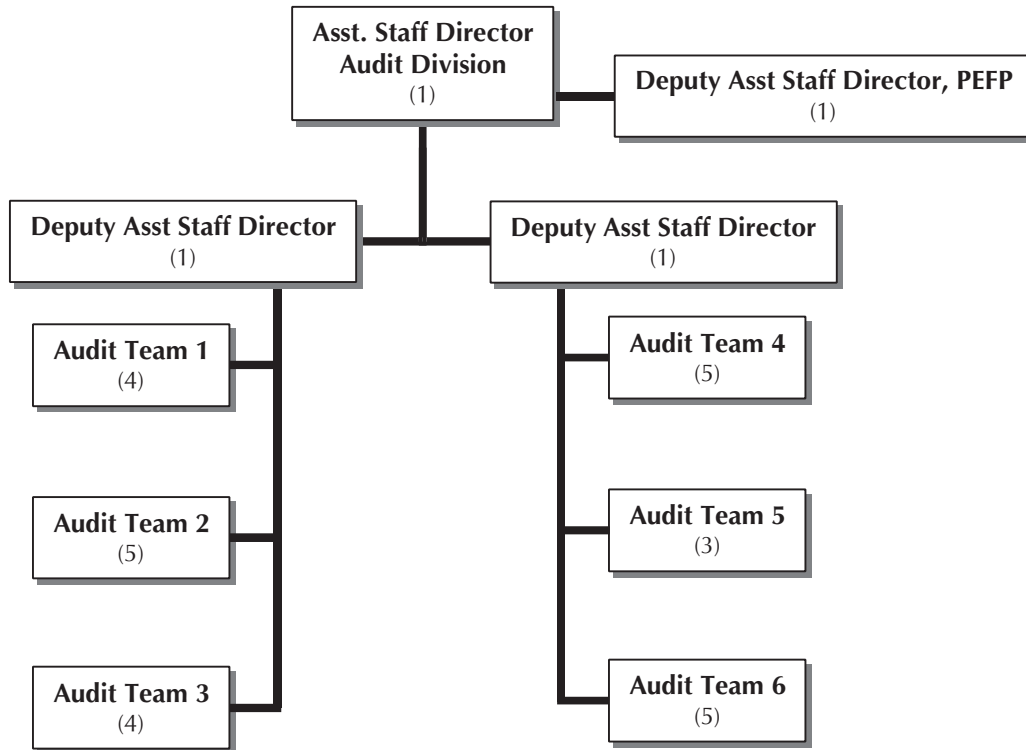 Asst. Staff Director
Audit Division
(1)
Deputy Asst Staff Director, PEFP
(1)
Deputy Asst Staff Director
(1)
Deputy Asst Staff Director
(1)
Audit Team 1
(4)
Audit Team 2
(5)
Audit Team 3
(4)
Audit Team 4
(5)
Audit Team 5
(3)
Audit Team 6
(5)